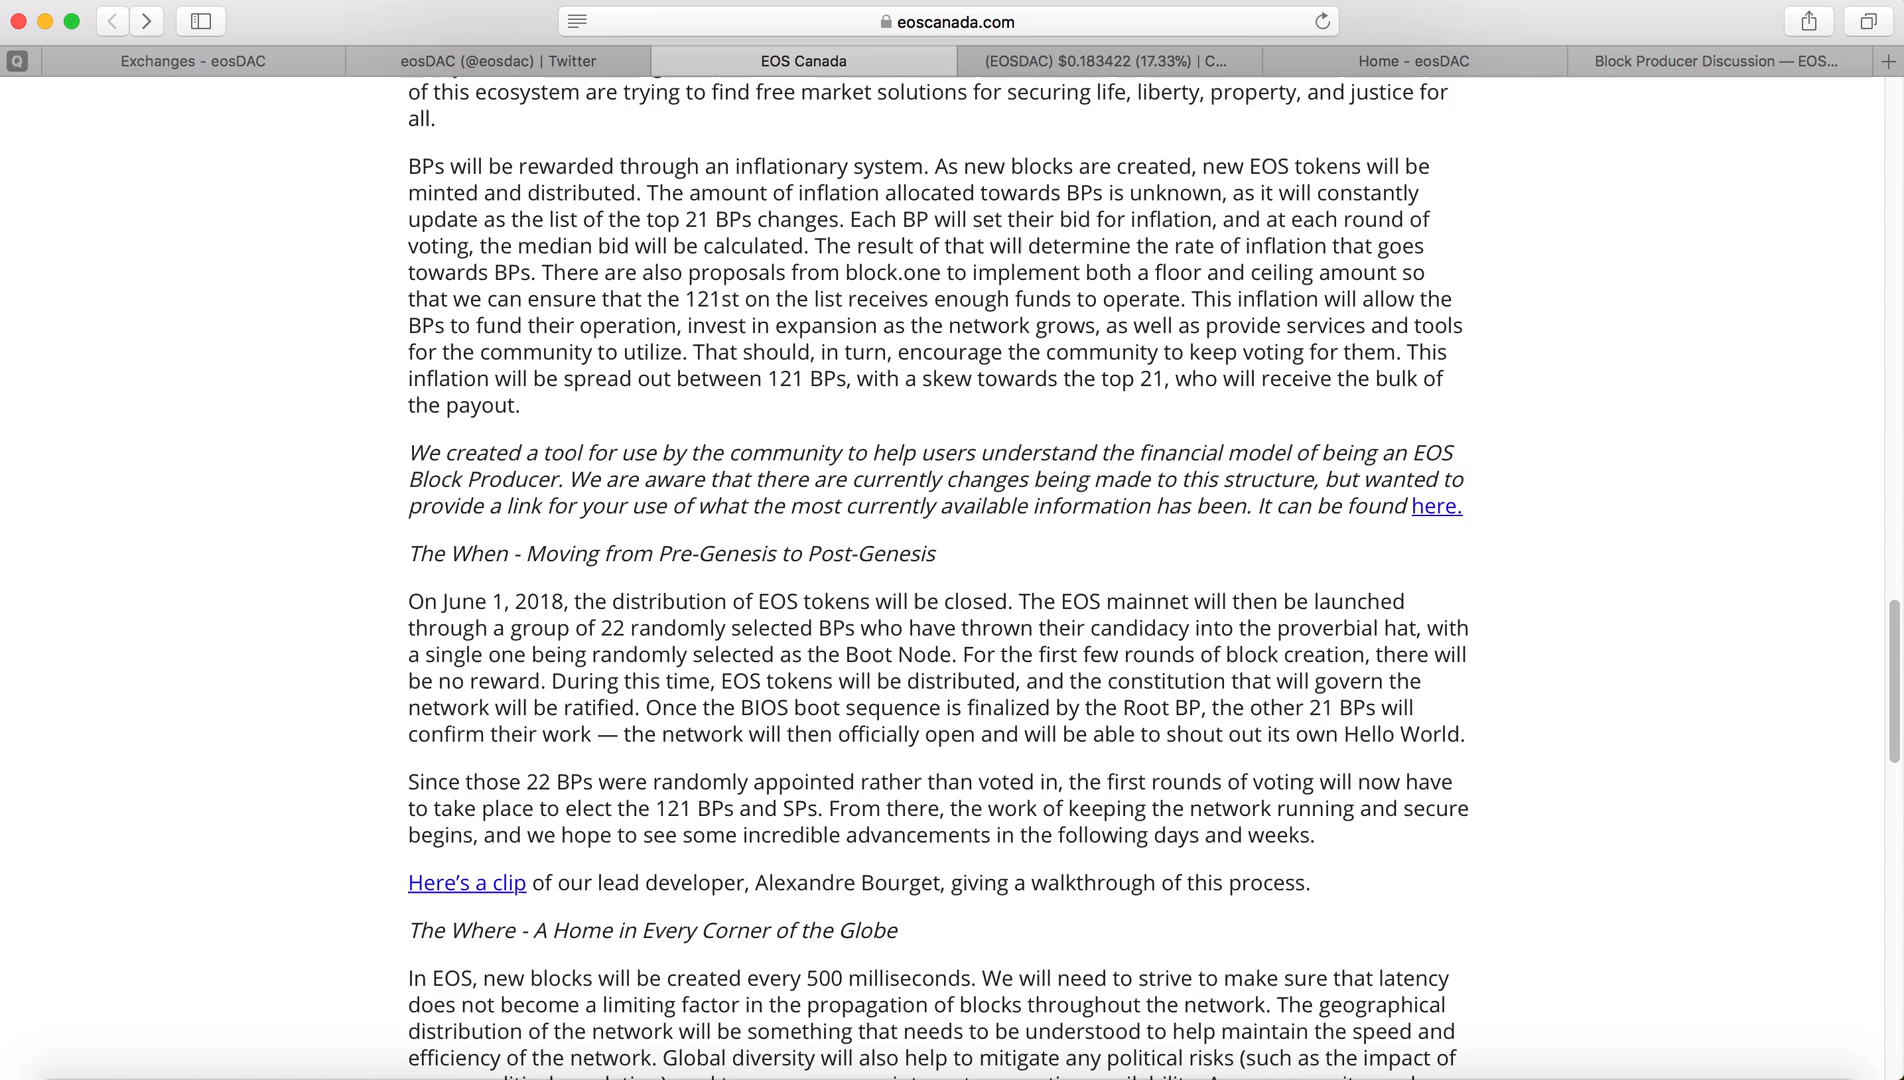 eoscanada.com
Exchanges - eosDAC
eosDAC (@eosdac) | Twitter
EOS Canada
(EOSDAC) $0.183422 (17.33%) | C...
Home - eosDAC
Block Producer Discussion — EOS...
of this ecosystem are trying to find free market solutions for securing life, liberty, property, and justice for
all.
BPs will be rewarded through an inflationary system. As new blocks are created, new EOS tokens will be
minted and distributed. The amount of inflation allocated towards BPs is unknown, as it will constantly
update as the list of the top 21 BPs changes. Each BP will set their bid for inflation, and at each round of
voting, the median bid will be calculated. The result of that will determine the rate of inflation that goes
towards BPs. There are also proposals from block.one to implement both a floor and ceiling amount so
that we can ensure that the 121st on the list receives enough funds to operate. This inflation will allow the
BPs to fund their operation, invest in expansion as the network grows, as well as provide services and tools
for the community to utilize. That should, in turn, encourage the community to keep voting for them. This
inflation will be spread out between 121 BPs, with a skew towards the top 21, who will receive the bulk of
the payout.
We created a tool for use by the community to help users understand the financial model of being an EOS
Block Producer. We are aware that there are currently changes being made to this structure, but wanted to
provide a link for your use of what the most currently available information has been. It can be found here.
The When - Moving from Pre-Genesis to Post-Genesis
On June 1, 2018, the distribution of EOS tokens will be closed. The EOS mainnet will then be launched
through a group of 22 randomly selected BPs who have thrown their candidacy into the proverbial hat, with
a single one being randomly selected as the Boot Node. For the first few rounds of block creation, there will
be no reward. During this time, EOS tokens will be distributed, and the constitution that will govern the
network will be ratified. Once the BIOS boot sequence is finalized by the Root BP, the other 21 BPs will
confirm their work — the network will then officially open and will be able to shout out its own Hello World.
Since those 22 BPs were randomly appointed rather than voted in, the first rounds of voting will now have
to take place to elect the 121 BPs and SPs. From there, the work of keeping the network running and secure
begins, and we hope to see some incredible advancements in the following days and weeks.
Here's a clip of our lead developer, Alexandre Bourget, giving a walkthrough of this process.
The Where - A Home in Every Corner of the Globe
In EOS, new blocks will be created every 500 milliseconds. We will need to strive to make sure that latency
does not become a limiting factor in the propagation of blocks throughout the network. The geographical
distribution of the network will be something that needs to be understood to help maintain the speed and
efficiency of the network. Global diversity will also help to mitigate any political risks (such as the impact of